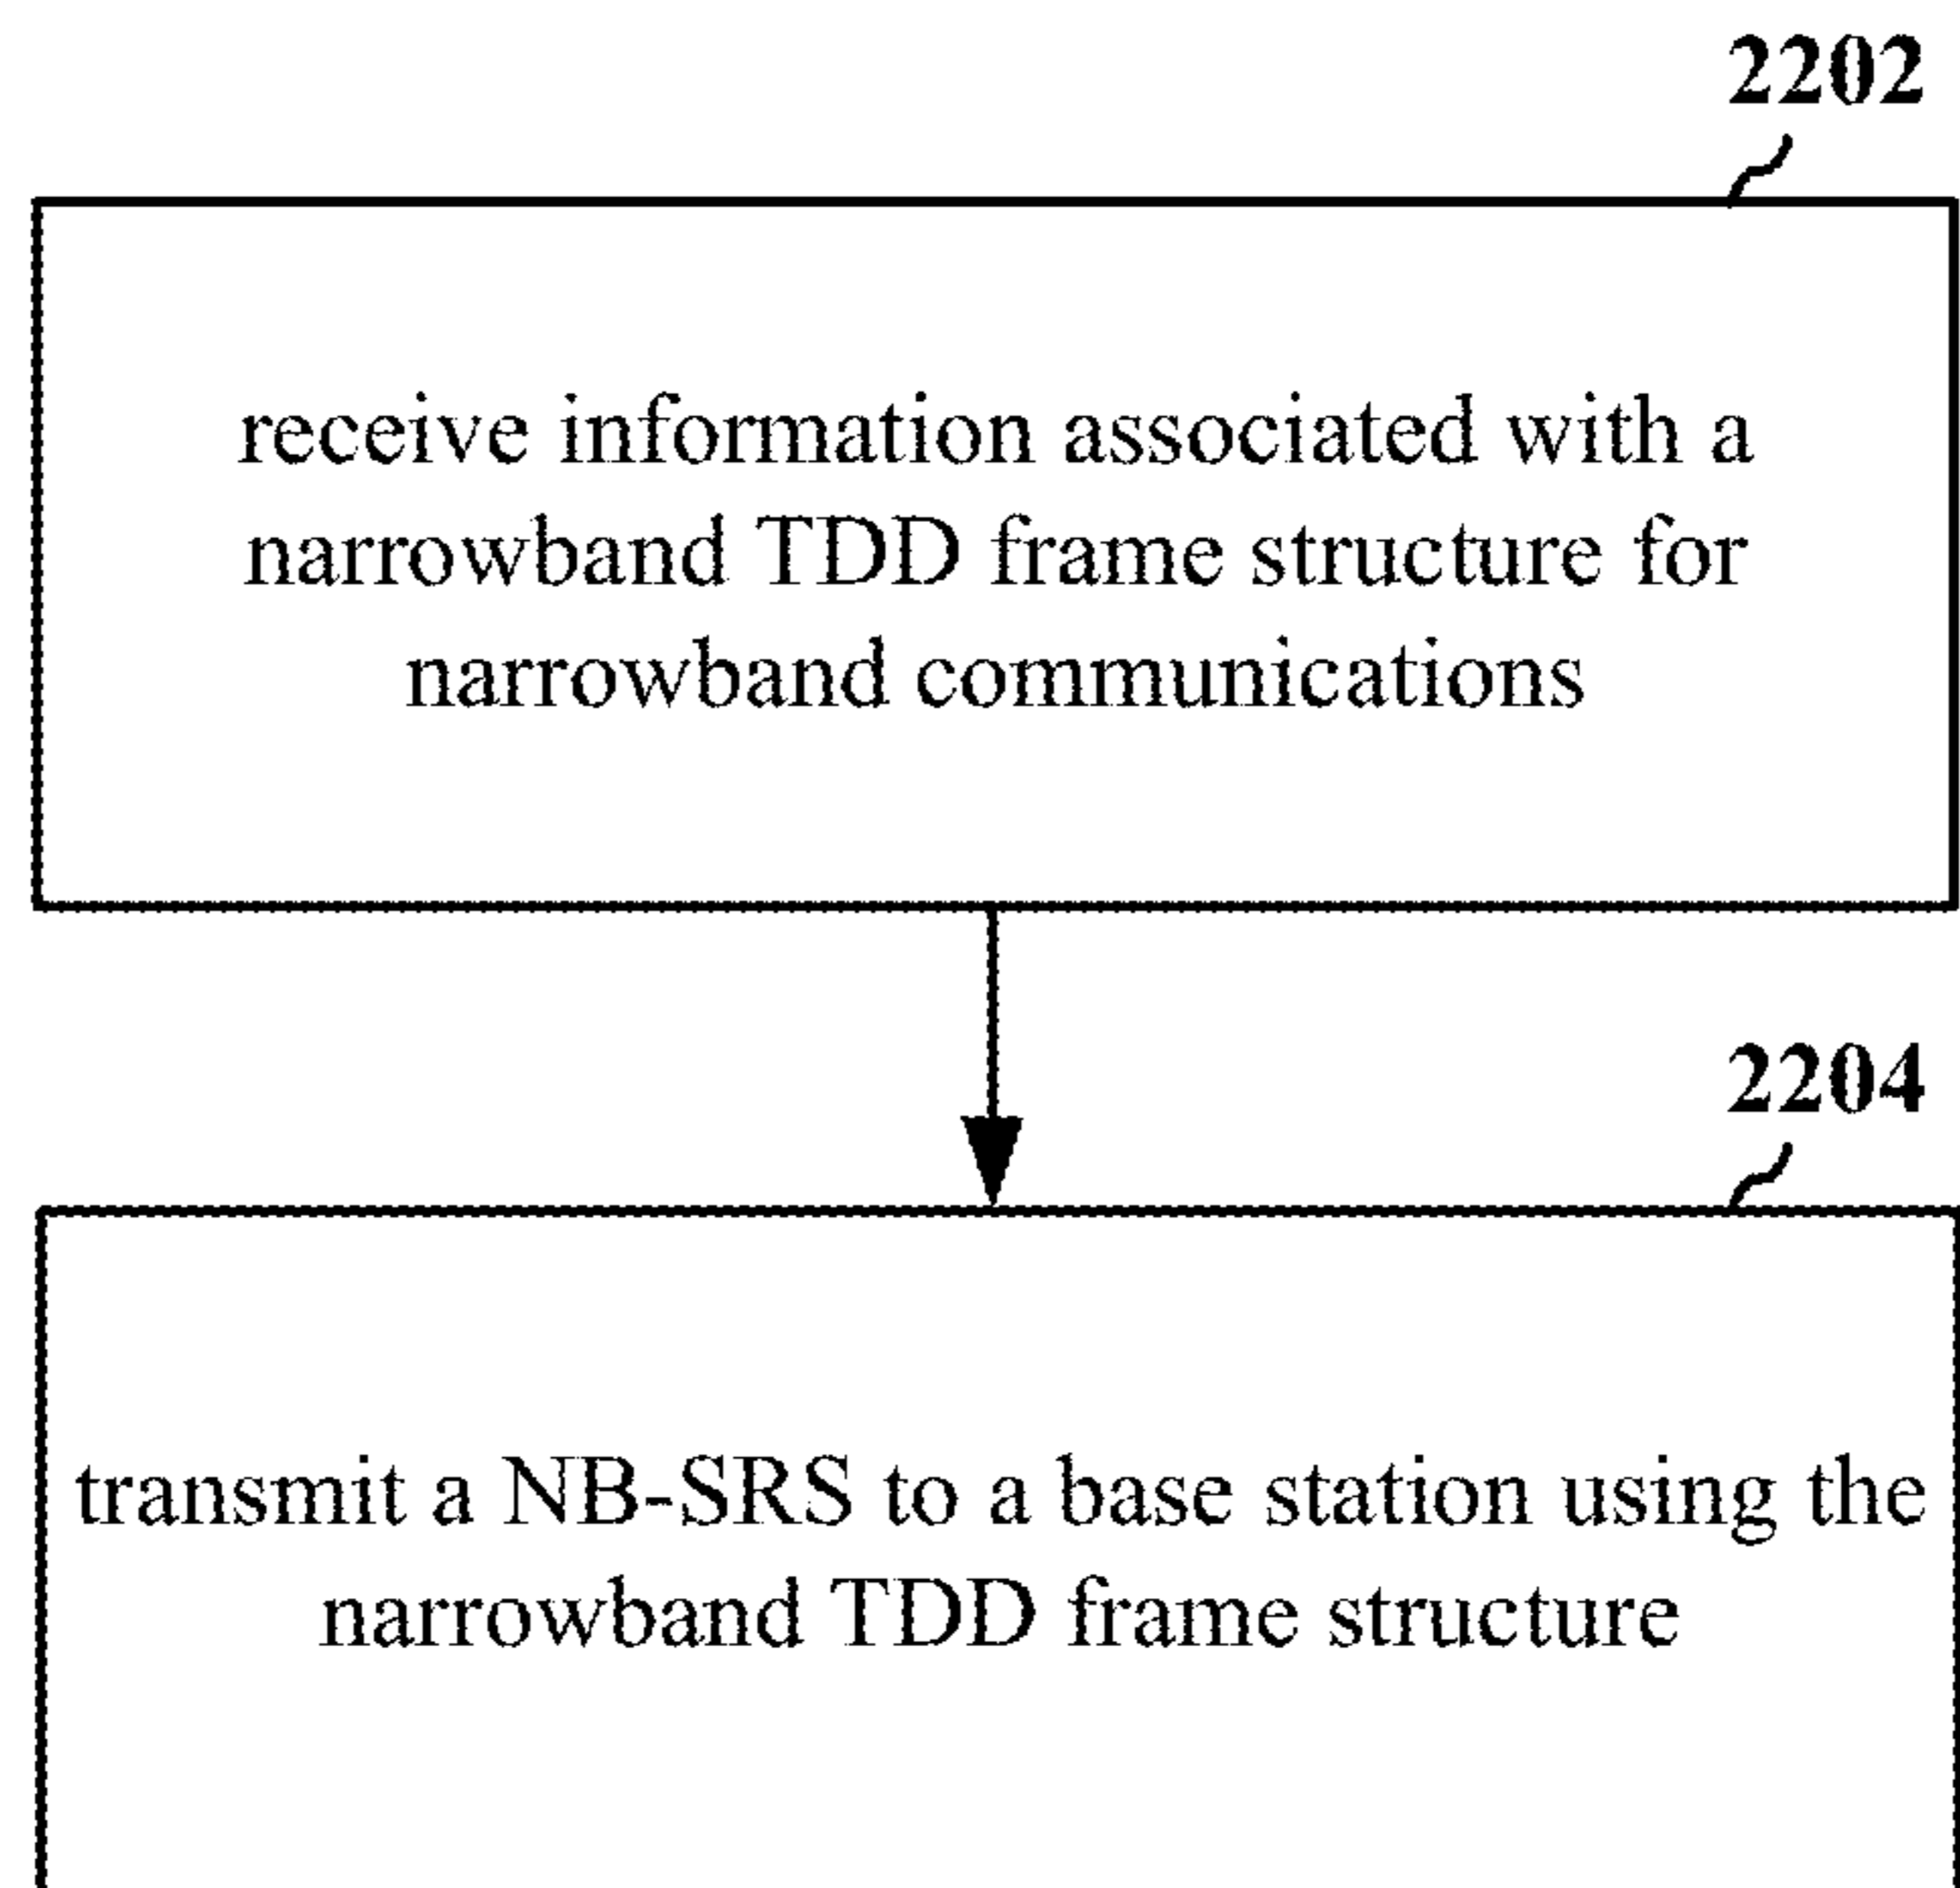 2202
receive information associated with a
narrowband TDD frame structure for
narrowband communications
2204
transmit a NB-SRS to a base station using the
narrowband TDD frame structure